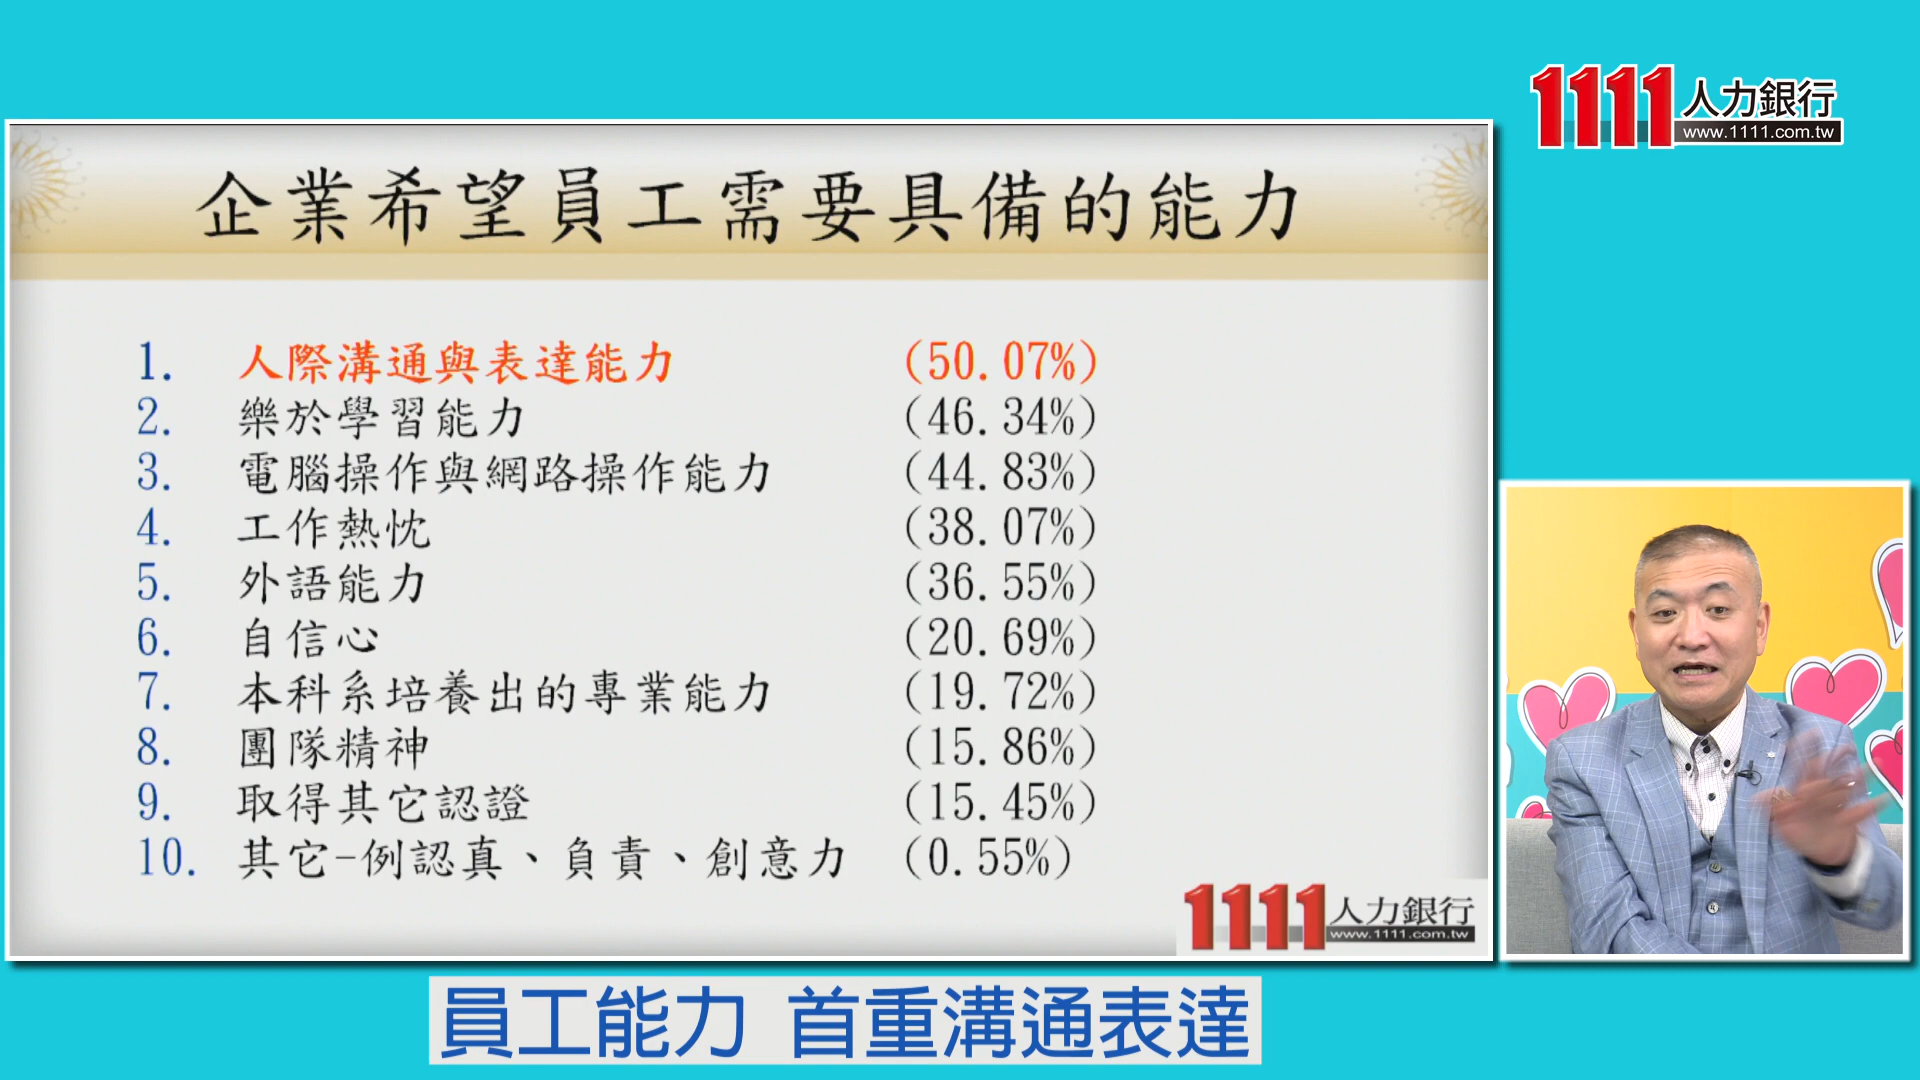 1111人力銀行
www.1111.com.tw
企業希望員工需要具備的能力
1. 人際溝通與表達能力 (50.07%)
2. 樂於學習能力 (46.34%)
3. 電腦操作與網路操作能力 (44.83%)
4. 工作熱忱 (38.07%)
5. 外語能力 (36.55%)
6. 自信心 (20.69%)
7. 本科系培養出的專業能力 (19.72%)
8. 團隊精神 (15.86%)
9. 取得其它認證 (15.45%)
10. 其它-例認真、負責、創意力 (0.55%)
1111人力銀行
www.1111.com.tw
員工能力 首重溝通表達